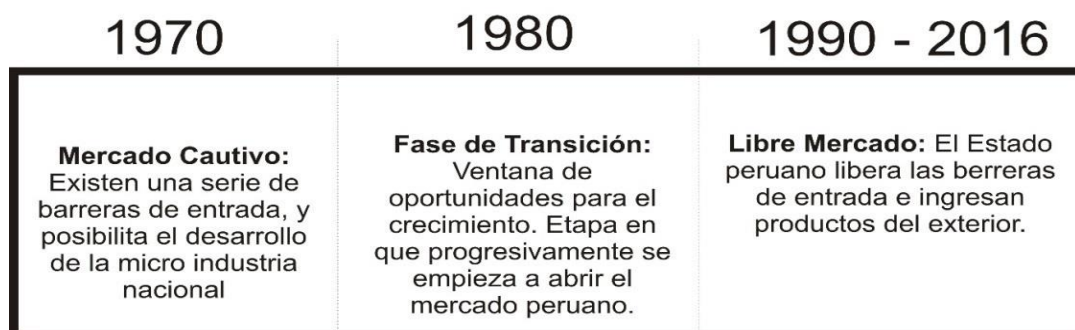 1970
Mercado Cautivo:
Existen una serie de
barreras de entrada, y
posibilita el desarrollo
de la micro industria
nacional
1980
Fase de Transición:
Ventana de
oportunidades para el
crecimiento. Etapa en
que progresivamente se
empieza a abrir el
mercado peruano.
1990 - 2016
Libre Mercado: El Estado
peruano libera las berreras
de entrada e ingresan
productos del exterior.